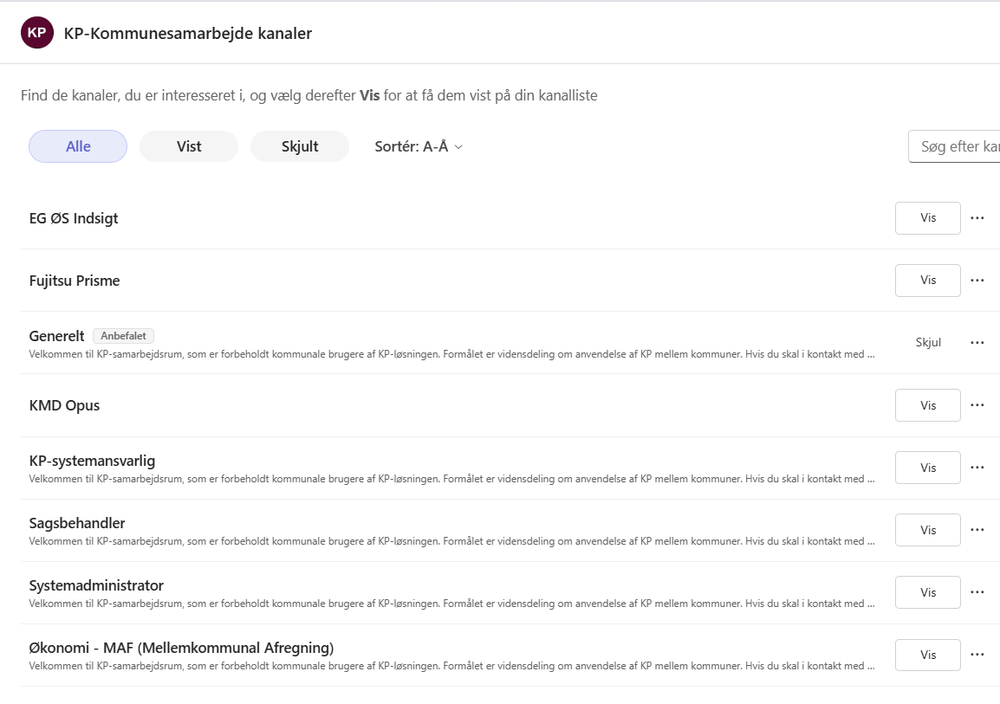 KP KP-Kommunesamarbejde kanaler
Find de kanaler, du er interesseret i, og vælg derefter Vis for at få dem vist på din kanalliste
Alle Vist Skjult Sortér: A-Å Søg efter kan
EG ØS Indsigt Vis
Fujitsu Prisme Vis
Generelt Anbefalet
Velkommen til KP-samarbejdsrum, som er forbeholdt kommunale brugere af KP-løsningen. Formålet er vidensdeling om anvendelse af KP mellem kommuner. Hvis du skal i kontakt med ... Skjul
KMD Opus Vis
KP-systemansvarlig
Velkommen til KP-samarbejdsrum, som er forbeholdt kommunale brugere af KP-løsningen. Formålet er vidensdeling om anvendelse af KP mellem kommuner. Hvis du skal i kontakt med ... Vis
Sagsbehandler
Velkommen til KP-samarbejdsrum, som er forbeholdt kommunale brugere af KP-løsningen. Formålet er vidensdeling om anvendelse af KP mellem kommuner. Hvis du skal i kontakt med ... Vis
Systemadministrator
Velkommen til KP-samarbejdsrum, som er forbeholdt kommunale brugere af KP-løsningen. Formålet er vidensdeling om anvendelse af KP mellem kommuner. Hvis du skal i kontakt med ... Vis
Økonomi - MAF (Mellemkommunal Afregning)
Velkommen til KP-samarbejdsrum, som er forbeholdt kommunale brugere af KP-løsningen. Formålet er vidensdeling om anvendelse af KP mellem kommuner. Hvis du skal i kontakt med ... Vis